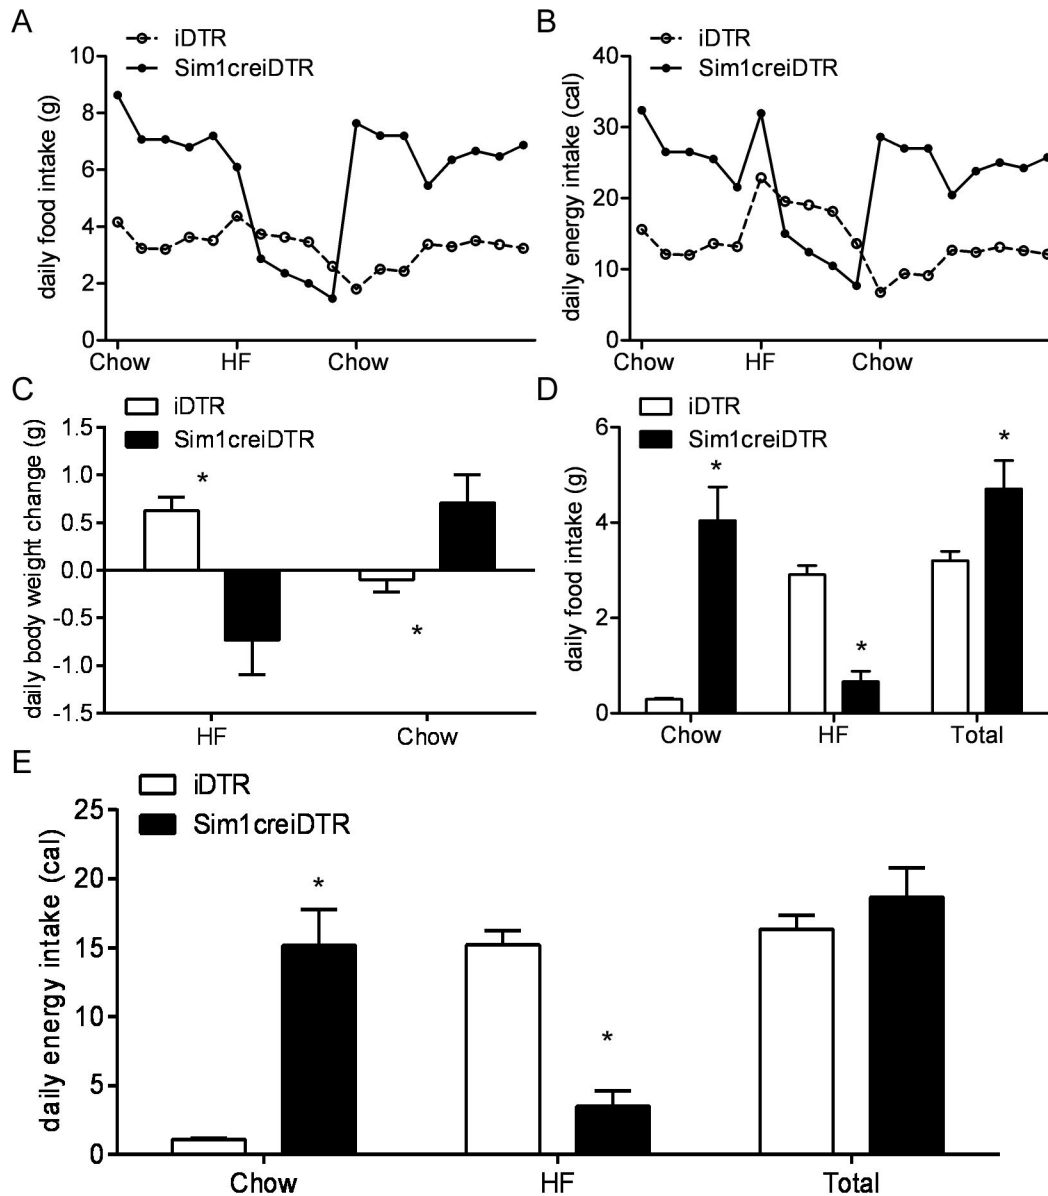 A
iDTR
Sim1creiDTR
daily food intake (g)
10
8
6
4
2
0
Chow HF Chow
B
iDTR
Sim1creiDTR
daily energy intake (cal)
40
30
20
10
0
Chow HF Chow
C
iDTR
Sim1creiDTR
daily body weight change (g)
1.5
1.0
0.5
0.0
-0.5
-1.0
-1.5
*
*
HF Chow
D
iDTR
Sim1creiDTR
daily food intake (g)
6
4
2
0
*
*
*
Chow HF Total
E
iDTR
Sim1creiDTR
daily energy intake (cal)
25
20
15
10
5
0
*
*
Chow HF Total